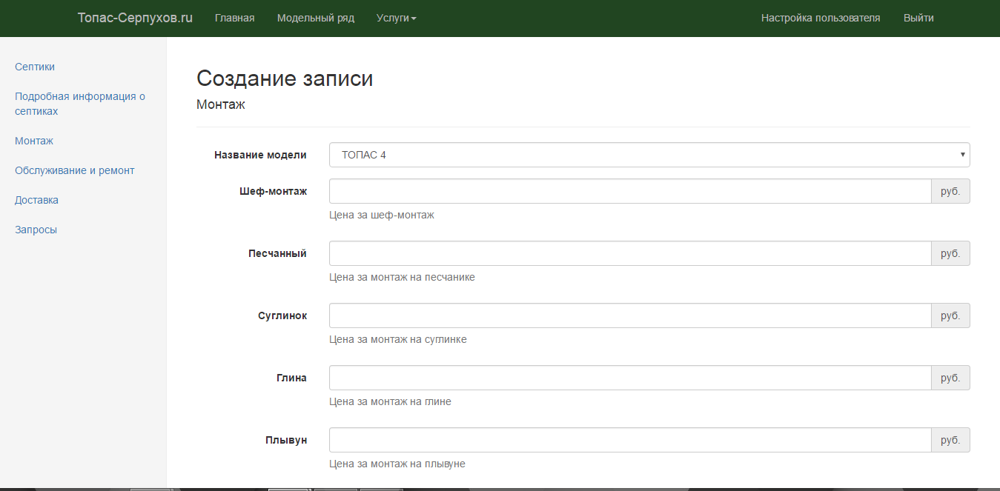 Топас-Серпухов.ru Главная Модельный ряд Услуги Настройка пользователя Выйти
Септики
Подробная информация о
септиках
Монтаж
Обслуживание и ремонт
Доставка
Запросы
Создание записи
Монтаж
Название модели ТОПАС 4
Шеф-монтаж руб.
Цена за шеф-монтаж
Песчанный руб.
Цена за монтаж на песчанике
Суглинок руб.
Цена за монтаж на суглинке
Глина руб.
Цена за монтаж на глине
Плывун руб.
Цена за монтаж на плывуне